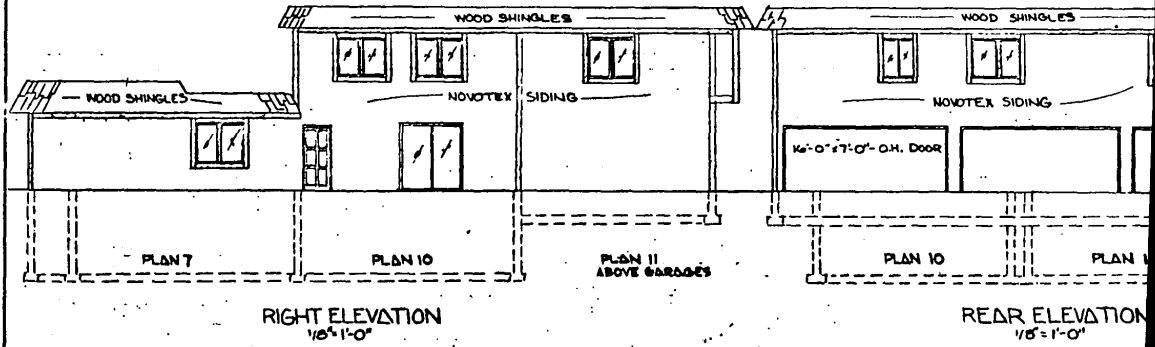 WOOD SHINGLES
WOOD SHINGLES
NOVOTEX SIDING
PLAN 7
PLAN 10
PLAN 11
ABOVE GARAGES
RIGHT ELEVATION
1/8"=1'-0"
WOOD SHINGLES
NOVOTEX SIDING
16'-0"x7'-0"-O.H. DOOR
PLAN 10
PLAN
REAR ELEVATION
1/8"=1'-0"